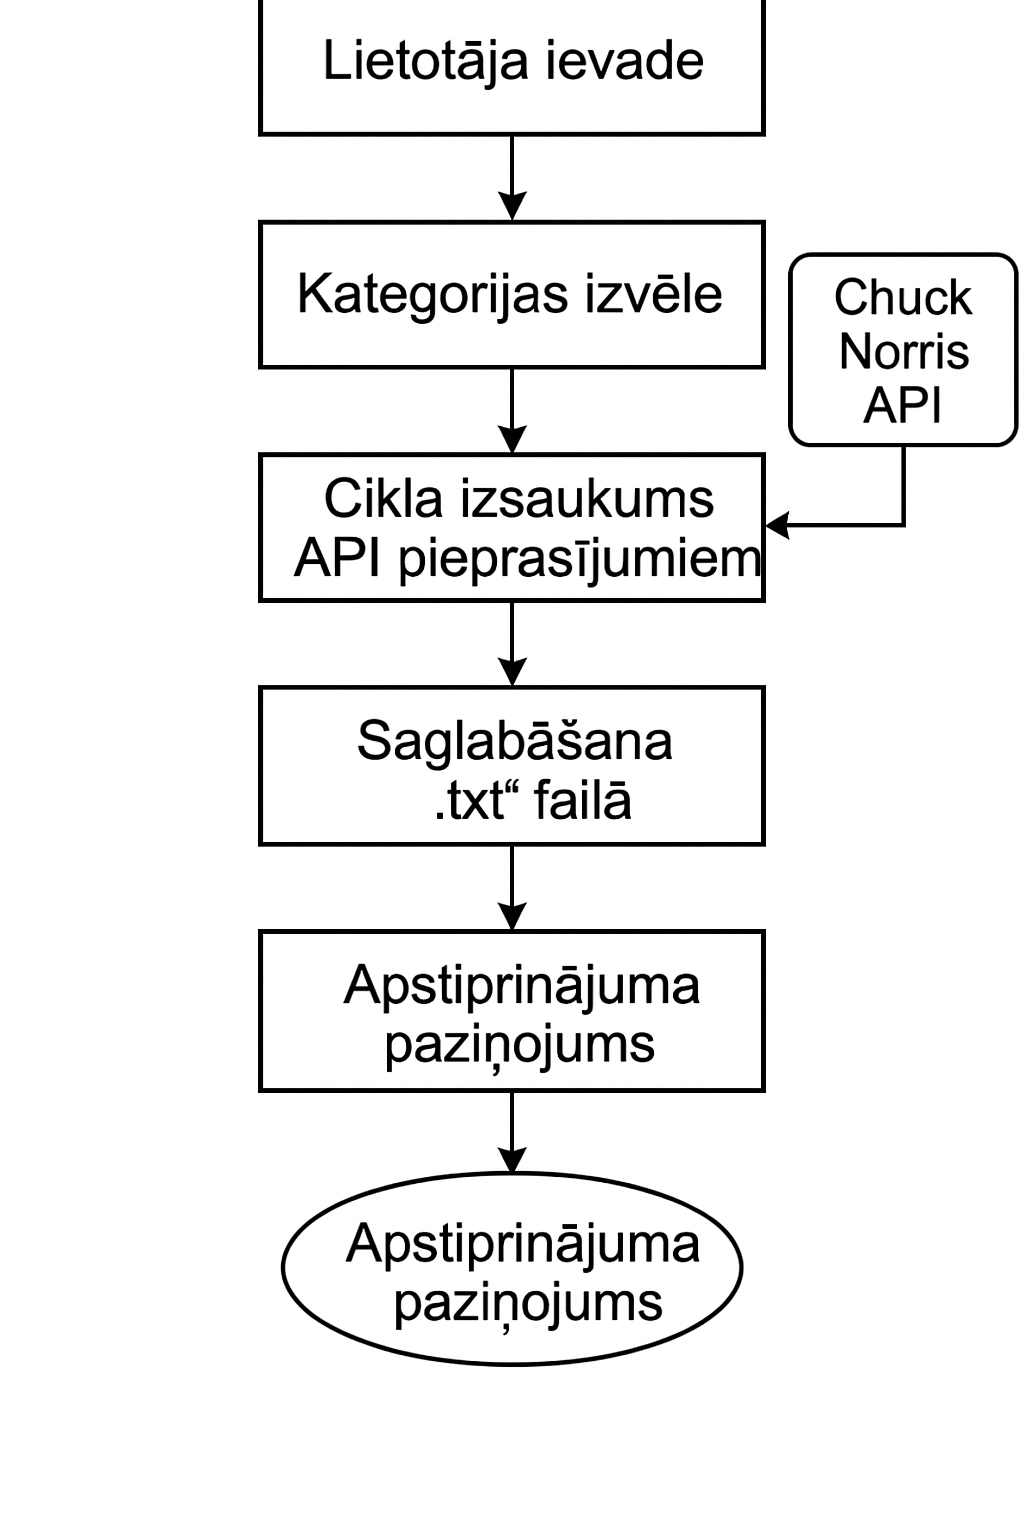 Lietotāja ievade
Kategorijas izvēle
Chuck
Norris
API
Cikla izsaukums
API pieprasījumiem
Saglabāšana
.txt“ failā
Apstiprinājuma
paziņojums
Apstiprinājuma
paziņojums